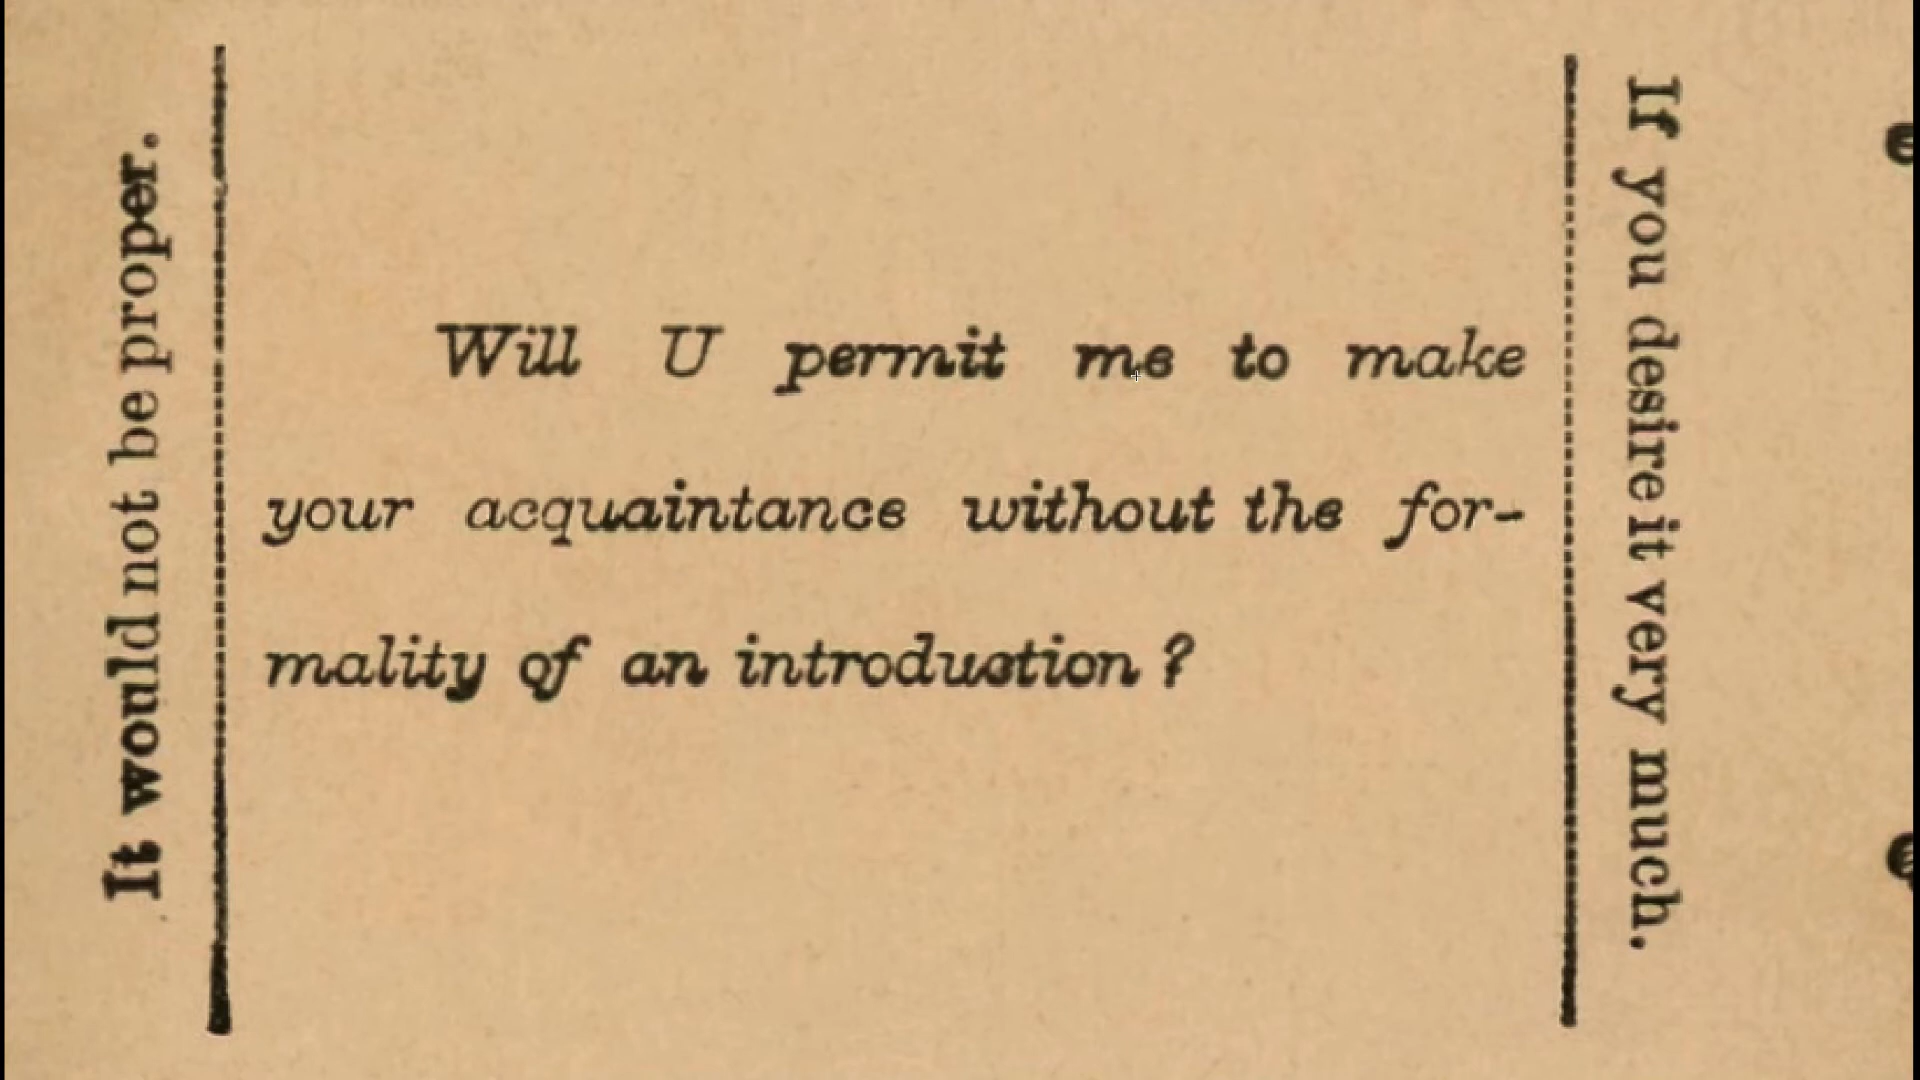 It would not be proper.
Will U permit me to make
your acquaintance without the for-
mality of an introduction ?
If you desire it very much.